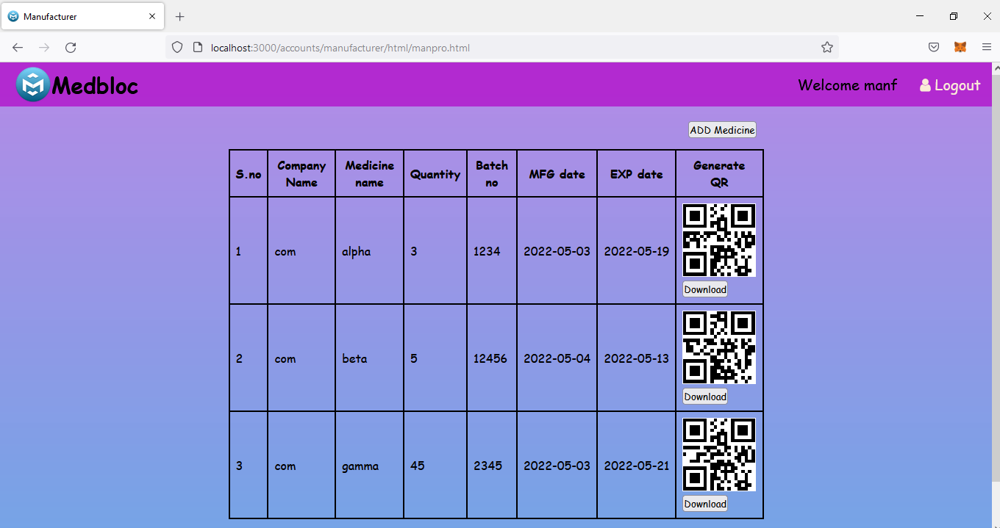 Manufacturer
localhost:3000/accounts/manufacturer/html/manpro.html
Medbloc
Welcome manf
Logout
ADD Medicine
S.no Company Name Medicine name Quantity Batch no MFG date EXP date Generate QR
1 com alpha 3 1234 2022-05-03 2022-05-19
Download
2 com beta 5 12456 2022-05-04 2022-05-13
Download
3 com gamma 45 2345 2022-05-03 2022-05-21
Download